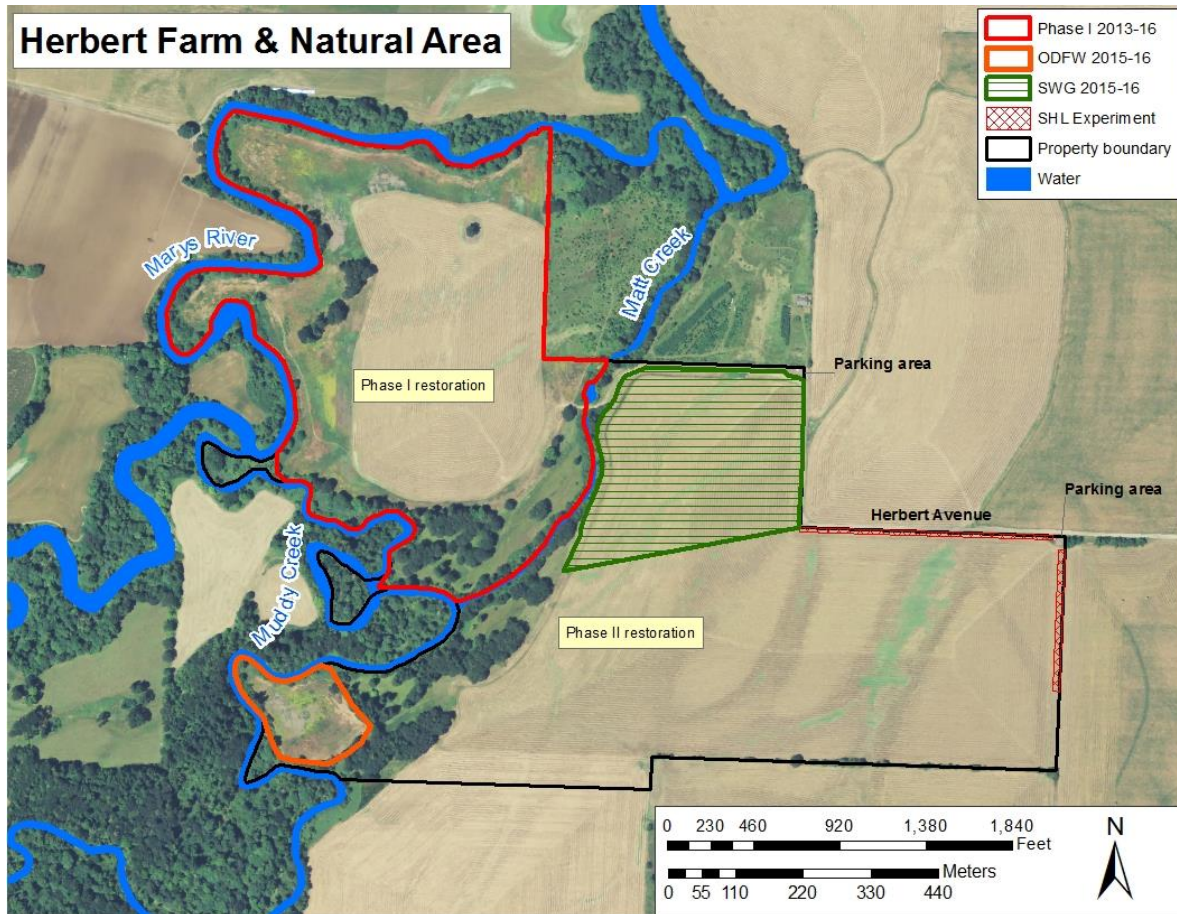 Herbert Farm & Natural Area
Phase I 2013-16
ODFW 2015-16
SWG 2015-16
SHL Experiment
Property boundary
Water
Marys River
Matt Creek
Parking area
Phase I restoration
Parking area
Herbert Avenue
Muddy Creek
Phase II restoration
0 230 460 920 1,380 1,840
Feet
Meters
0 55 110 220 330 440
N